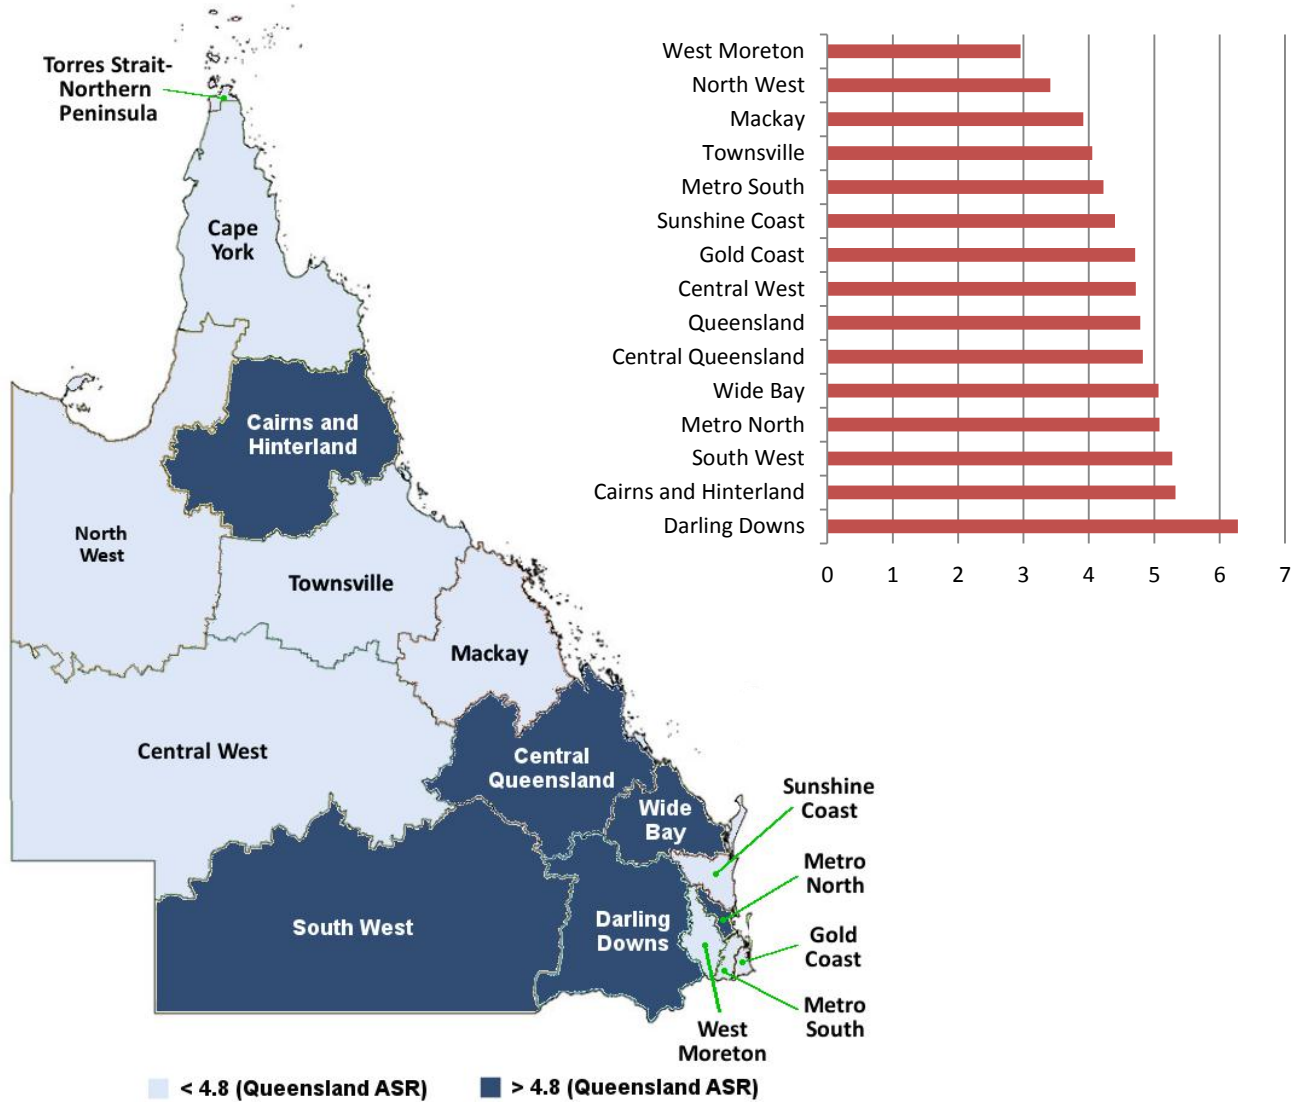 Torres Strait-
Northern
Peninsula
Cape
York
Cairns and
Hinterland
North
West
Townsville
Mackay
Central West
Central
Queensland
Wide
Bay
South West
Darling
Downs
Sunshine
Coast
Metro
North
Gold
Coast
Metro
South
West
Moreton
< 4.8 (Queensland ASR)
> 4.8 (Queensland ASR)
West Moreton
North West
Mackay
Townsville
Metro South
Sunshine Coast
Gold Coast
Central West
Queensland
Central Queensland
Wide Bay
Metro North
South West
Cairns and Hinterland
Darling Downs
0 1 2 3 4 5 6 7